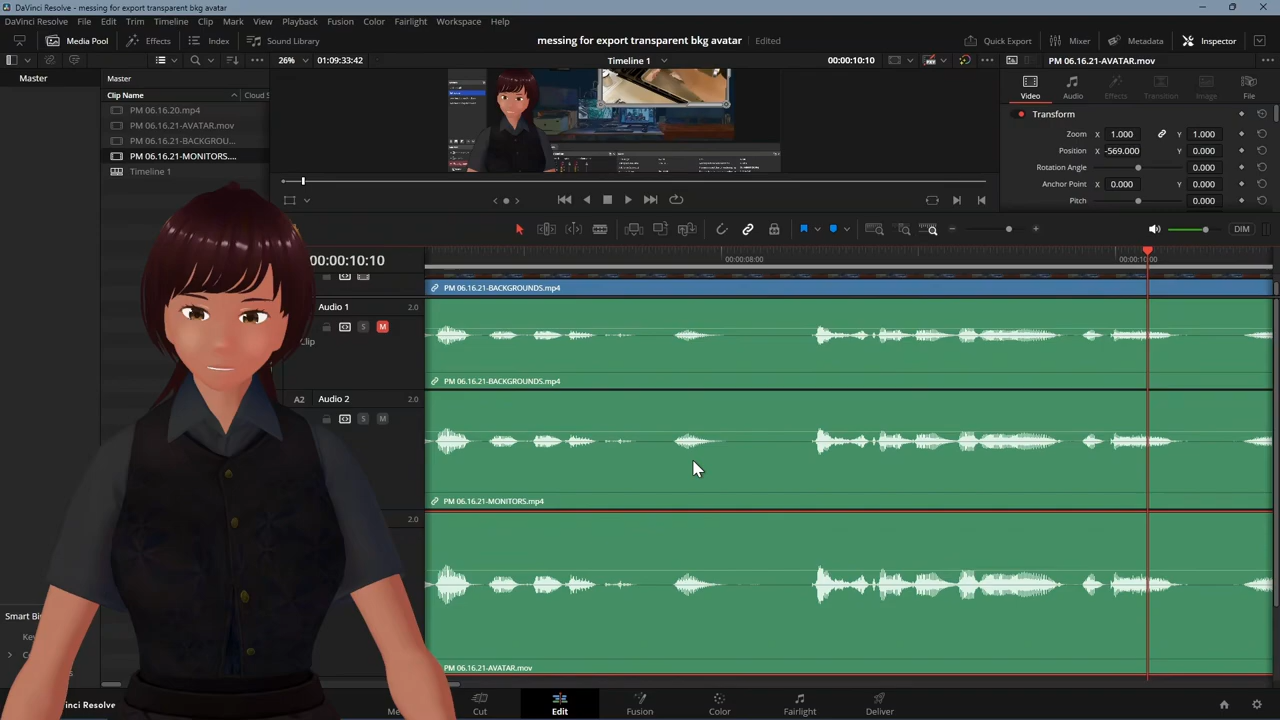 DaVinci Resolve - messing for export transparent bkg avatar
DaVinci Resolve File Edit Trim Timeline Clip Mark View Playback Fusion Color Fairlight Workspace Help
Media Pool Effects Index Sound Library messing for export transparent bkg avatar Edited Quick Export Mixer Metadata Inspector
26% 01:09:33:42 Timeline 1 00:00:10:10 PM 06.16.21-AVATAR.mov
Master Master
Clip Name Cloud S
PM 06.16.20.mp4
PM 06.16.21-AVATAR.mov
PM 06.16.21-BACKGROU...
PM 06.16.21-MONITORS....
Timeline 1
Video Audio Effects Transition Image File
Transform
Zoom X 1.000 Y 1.000
Position X -569.000 Y 0.000
Rotation Angle 0.000
Anchor Point X 0.000 Y 0.000
Pitch 0.000
DIM
00:00:10:10
00:00:08:00
00:00:10:00
PM 06.16.21-BACKGROUNDS.mp4
Audio 1 2.0
S M
Clip
PM 06.16.21-BACKGROUNDS.mp4
A2 Audio 2 2.0
S M
PM 06.16.21-MONITORS.mp4
2.0
PM 06.16.21-AVATAR.mov
Smart Bi
Ke
C
Vinci Resolve
Me
Cut
Edit
Fusion
Color
Fairlight
Deliver